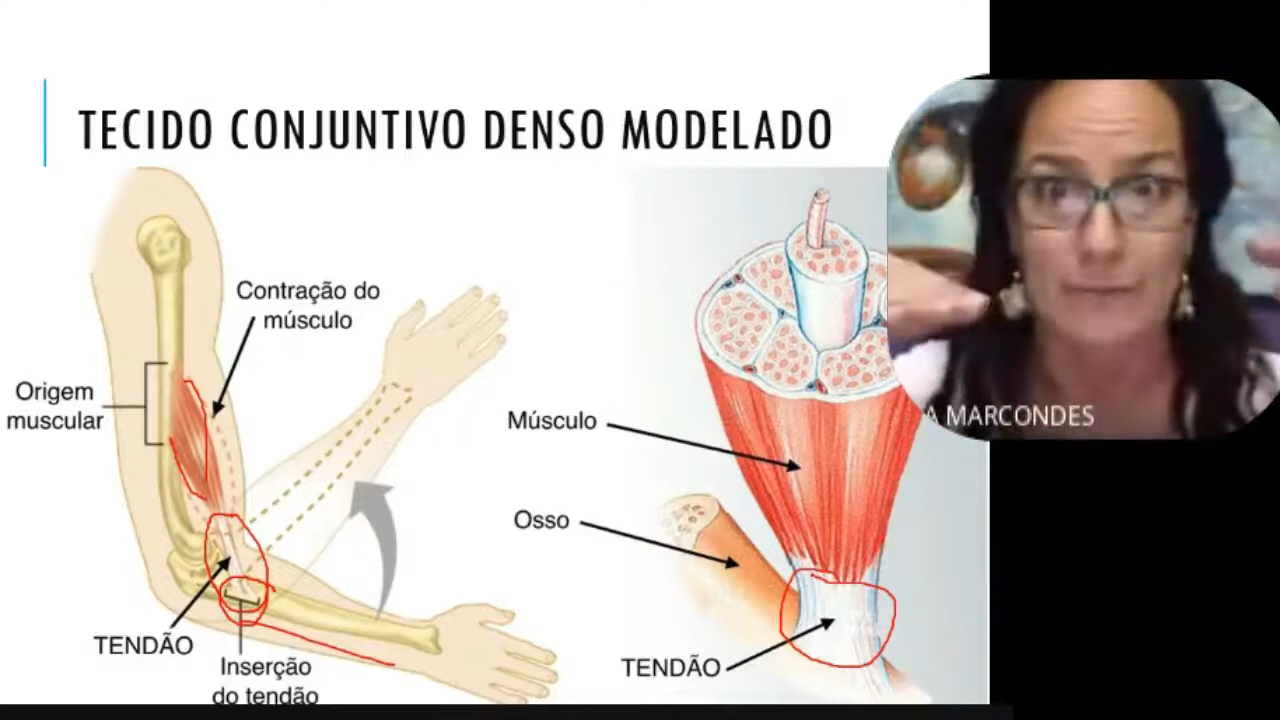 TECIDO CONJUNTIVO DENSO MODELADO
Contração do
músculo
Origem
muscular
TENDÃO
Inserção
do tendão
Músculo
Osso
TENDÃO
A MARCONDES